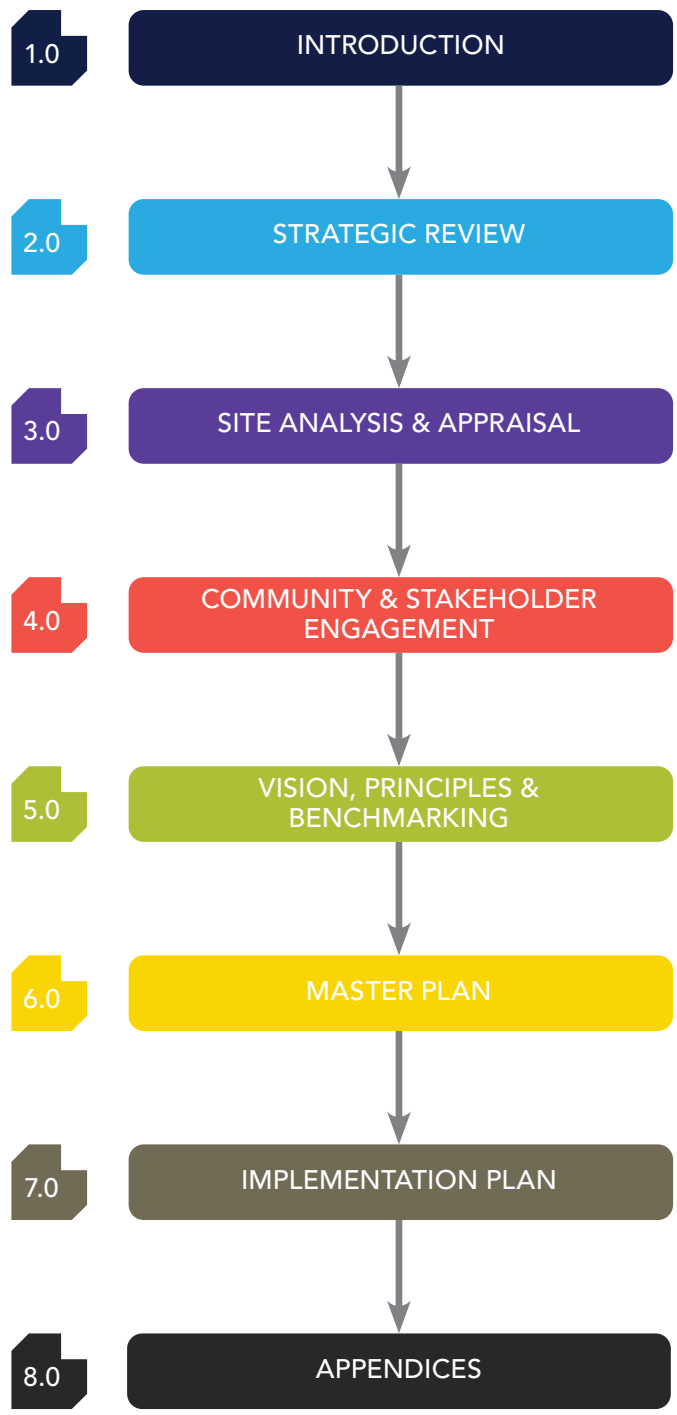 1.0
INTRODUCTION
2.0
STRATEGIC REVIEW
3.0
SITE ANALYSIS & APPRAISAL
4.0
COMMUNITY & STAKEHOLDER
ENGAGEMENT
5.0
VISION, PRINCIPLES &
BENCHMARKING
6.0
MASTER PLAN
7.0
IMPLEMENTATION PLAN
8.0
APPENDICES